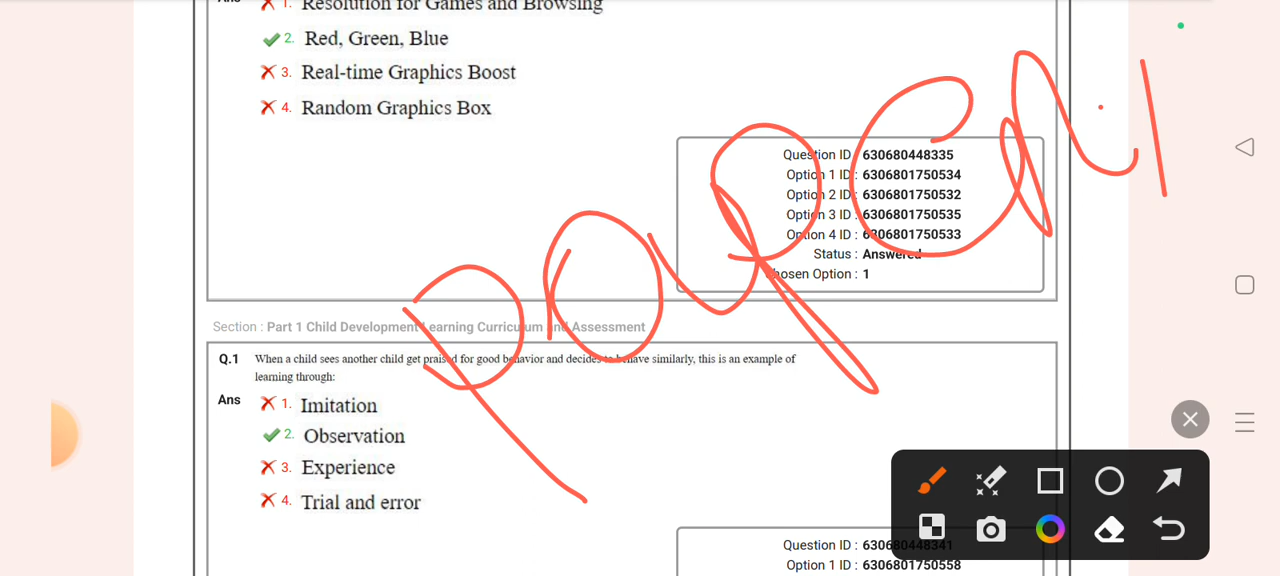 Ans 1. Resolution for Games and Browsing
2. Red, Green, Blue
3. Real-time Graphics Boost
4. Random Graphics Box
Question ID : 630680448335
Option 1 ID : 6306801750534
Option 2 ID : 6306801750532
Option 3 ID : 6306801750535
Option 4 ID : 6306801750533
Status : Answered
Chosen Option : 1
Section : Part 1 Child Development Learning Curriculum and Assessment
Q.1 When a child sees another child get praised for good behavior and decides to behave similarly, this is an example of
learning through:
Ans 1. Imitation
2. Observation
3. Experience
4. Trial and error
Question ID : 630680448341
Option 1 ID : 6306801750558